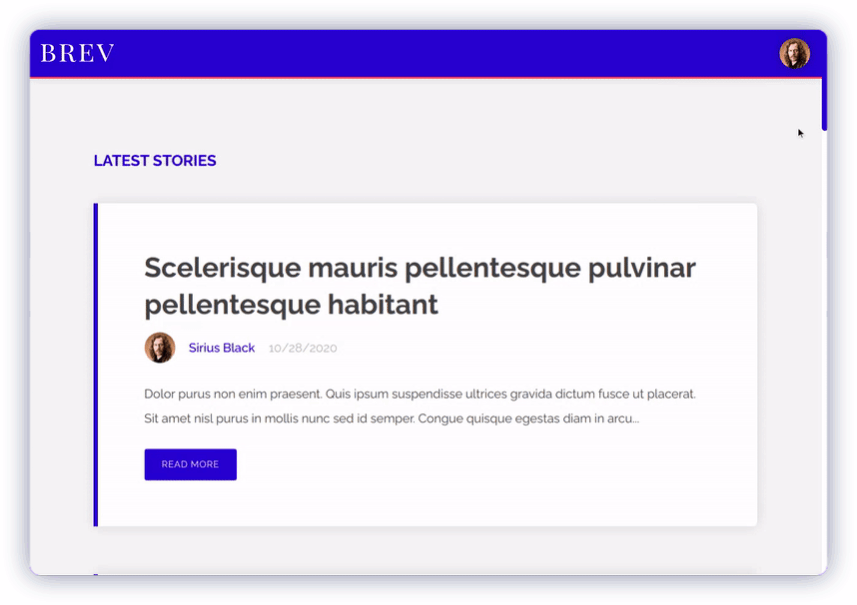 BREV
LATEST STORIES
Scelerisque mauris pellentesque pulvinar
pellentesque habitant
Sirius Black 10/28/2020
Dolor purus non enim praesent. Quis ipsum suspendisse ultrices gravida dictum fusce ut placerat.
Sit amet nisl purus in mollis nunc sed id semper. Congue quisque egestas diam in arcu...
READ MORE